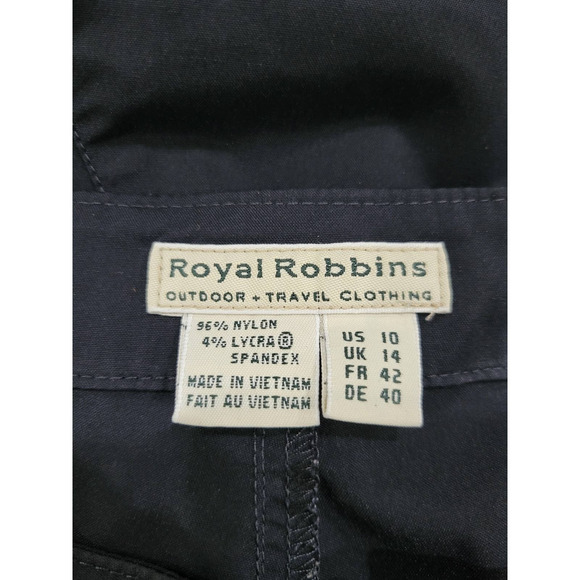 Royal Robbins
OUTDOOR + TRAVEL CLOTHING
96% NYLON
4% LYCRA®
SPANDEX
MADE IN VIETNAM
FAIT AU VIETNAM
US 10
UK 14
FR 42
DE 40